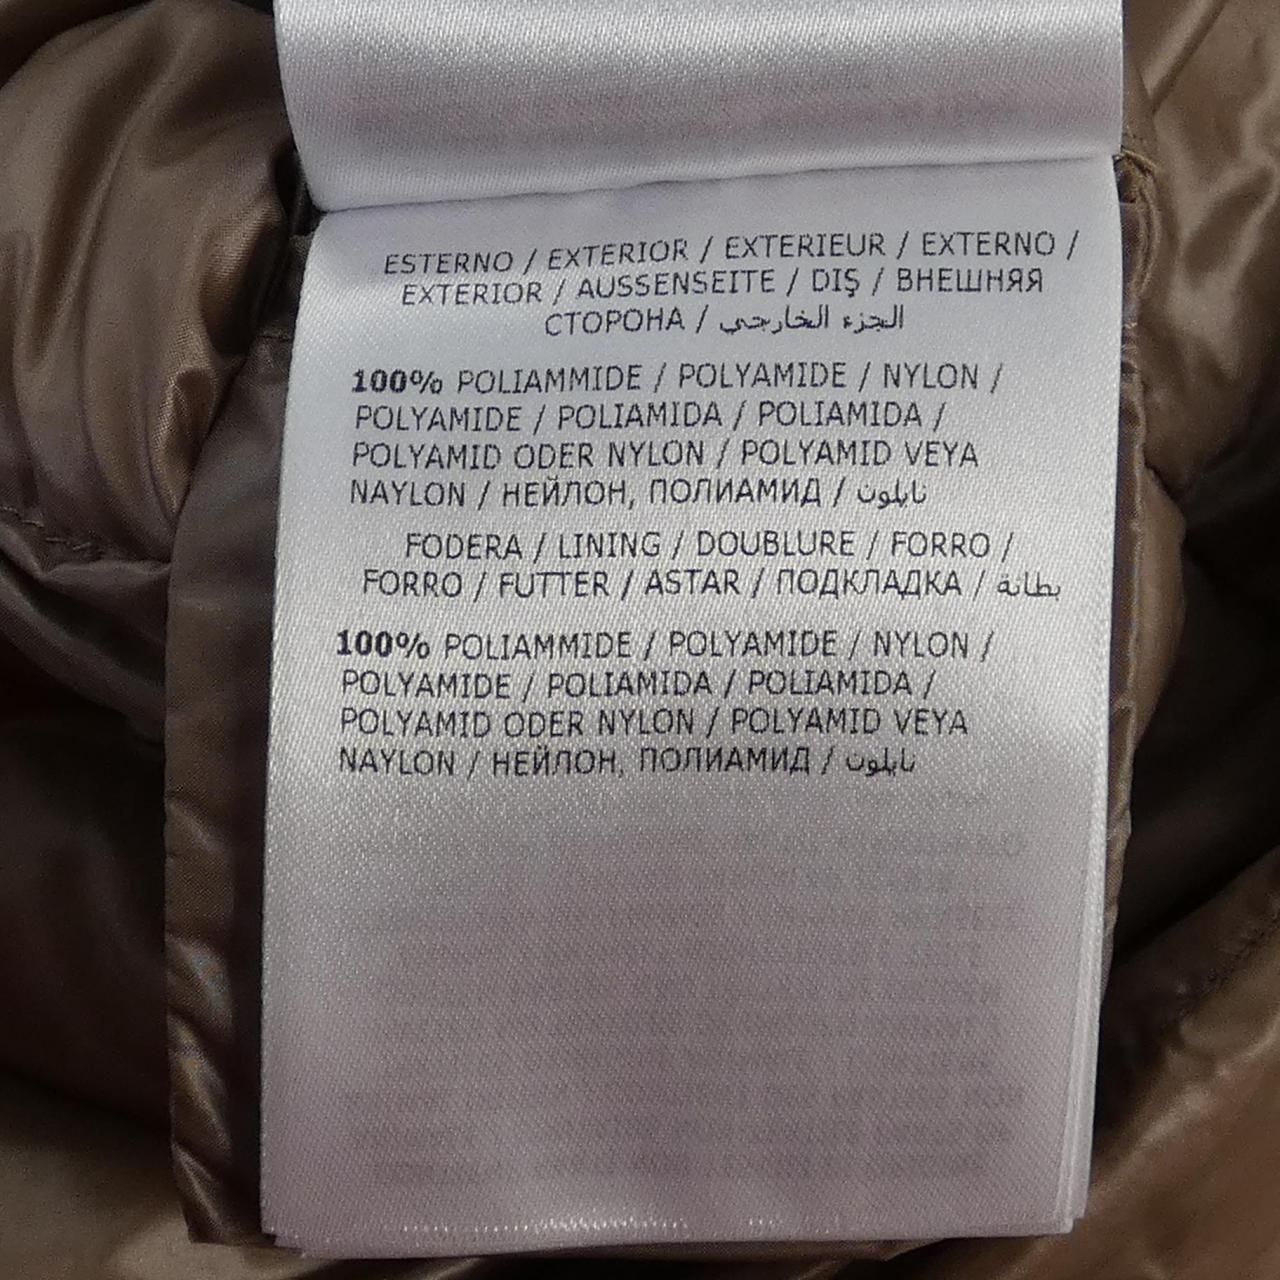 ESTERNO / EXTERIOR / EXTERIEUR / EXTERNO /
EXTERIOR / AUSSENSEITE / DIŞ / ВНЕШНЯЯ
СТОРОНА / الجزء الخارجي
100% POLIAMMIDE / POLYAMIDE / NYLON /
POLYAMIDE / POLIAMIDA / POLIAMIDA /
POLYAMID ODER NYLON / POLYAMID VEYA
NAYLON / НЕЙЛОН, ПОЛИАМИД / نايلون
FODERA / LINING / DOUBLURE / FORRO /
FORRO / FUTTER / ASTAR / ПОДКЛАДКА / بطانة
100% POLIAMMIDE / POLYAMIDE / NYLON /
POLYAMIDE / POLIAMIDA / POLIAMIDA /
POLYAMID ODER NYLON / POLYAMID VEYA
NAYLON / НЕЙЛОН, ПОЛИАМИД / نايلون